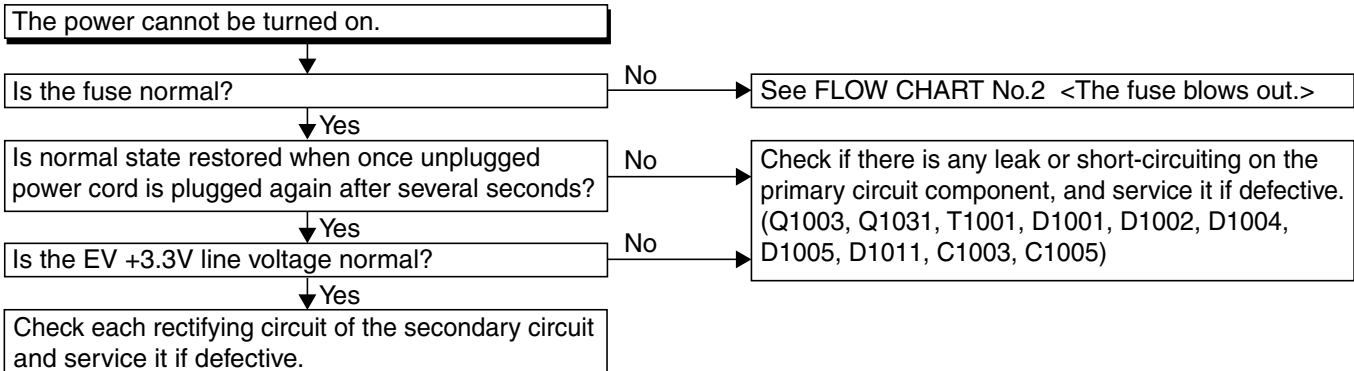 The power cannot be turned on.
Is the fuse normal?
No
See FLOW CHART No.2 <The fuse blows out.>
Yes
Is normal state restored when once unplugged
power cord is plugged again after several seconds?
No
Check if there is any leak or short-circuiting on the
primary circuit component, and service it if defective.
(Q1003, Q1031, T1001, D1001, D1002, D1004,
D1005, D1011, C1003, C1005)
Yes
Is the EV +3.3V line voltage normal?
No
Yes
Check each rectifying circuit of the secondary circuit
and service it if defective.